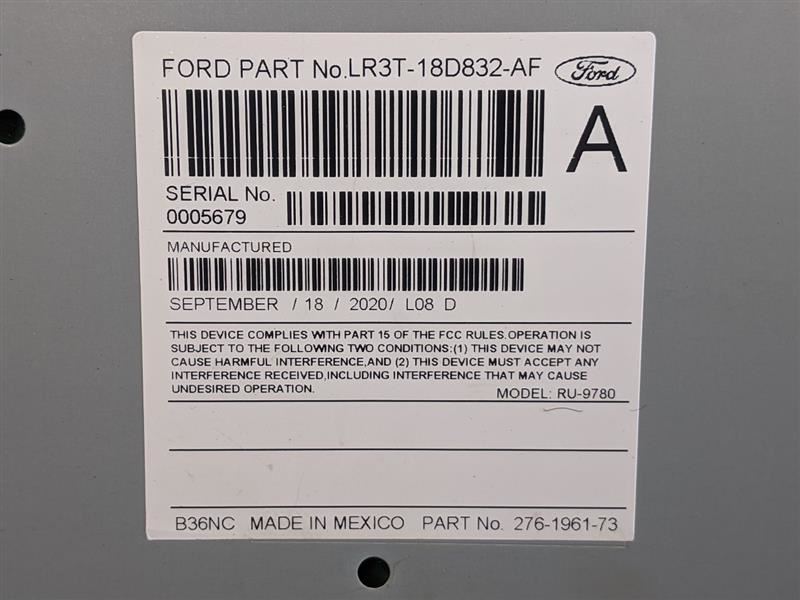 FORD PART No. LR3T-18D832-AF
Ford
A
SERIAL No.
0005679
MANUFACTURED
SEPTEMBER / 18 / 2020/ L08 D
THIS DEVICE COMPLIES WITH PART 15 OF THE FCC RULES.OPERATION IS
SUBJECT TO THE FOLLOWING TWO CONDITIONS:(1) THIS DEVICE MAY NOT
CAUSE HARMFUL INTERFERENCE,AND (2) THIS DEVICE MUST ACCEPT ANY
INTERFERENCE RECEIVED,INCLUDING INTERFERENCE THAT MAY CAUSE
UNDESIRED OPERATION.
MODEL: RU-9780
B36NC MADE IN MEXICO PART No. 276-1961-73